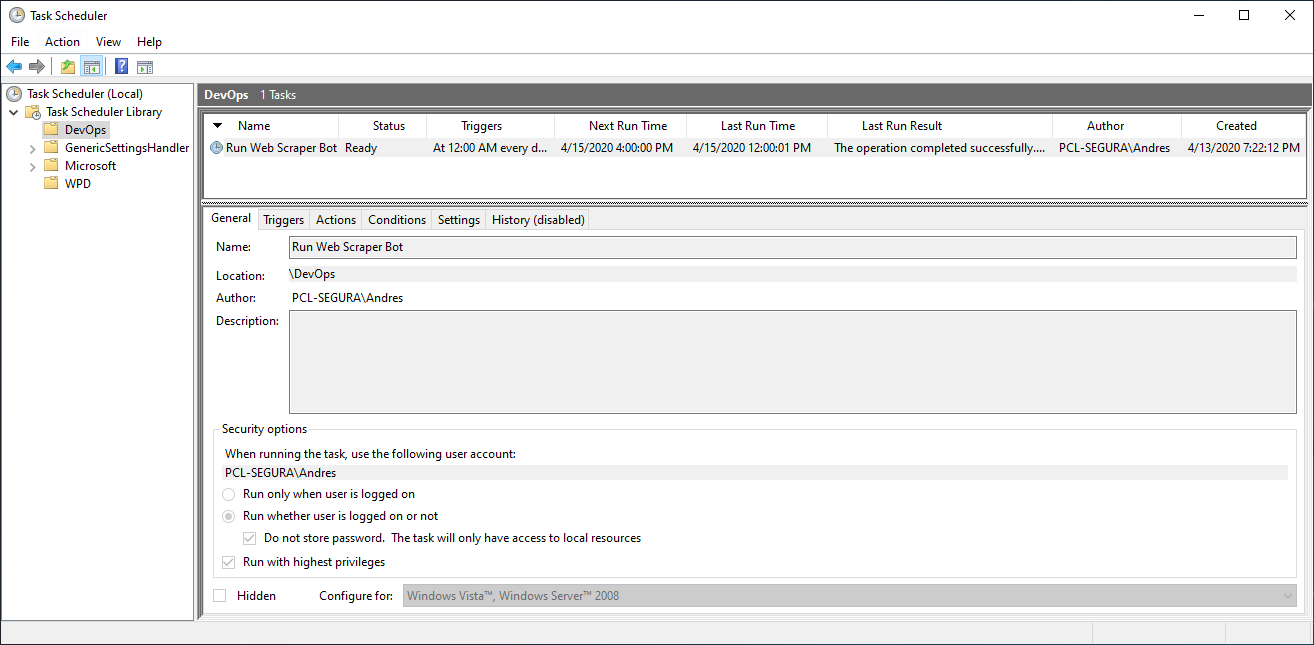 Task Scheduler
File Action View Help
Task Scheduler (Local)
Task Scheduler Library
DevOps
GenericSettingsHandler
Microsoft
WPD
DevOps 1 Tasks
Name Status Triggers Next Run Time Last Run Time Last Run Result Author Created
Run Web Scraper Bot Ready At 12:00 AM every d... 4/15/2020 4:00:00 PM 4/15/2020 12:00:01 PM The operation completed successfully.... PCL-SEGURA\Andres 4/13/2020 7:22:12 PM
General Triggers Actions Conditions Settings History (disabled)
Name: Run Web Scraper Bot
Location: \DevOps
Author: PCL-SEGURA\Andres
Description:
Security options
When running the task, use the following user account:
PCL-SEGURA\Andres
Run only when user is logged on
Run whether user is logged on or not
Do not store password. The task will only have access to local resources
Run with highest privileges
Hidden Configure for: Windows Vista™, Windows Server™ 2008